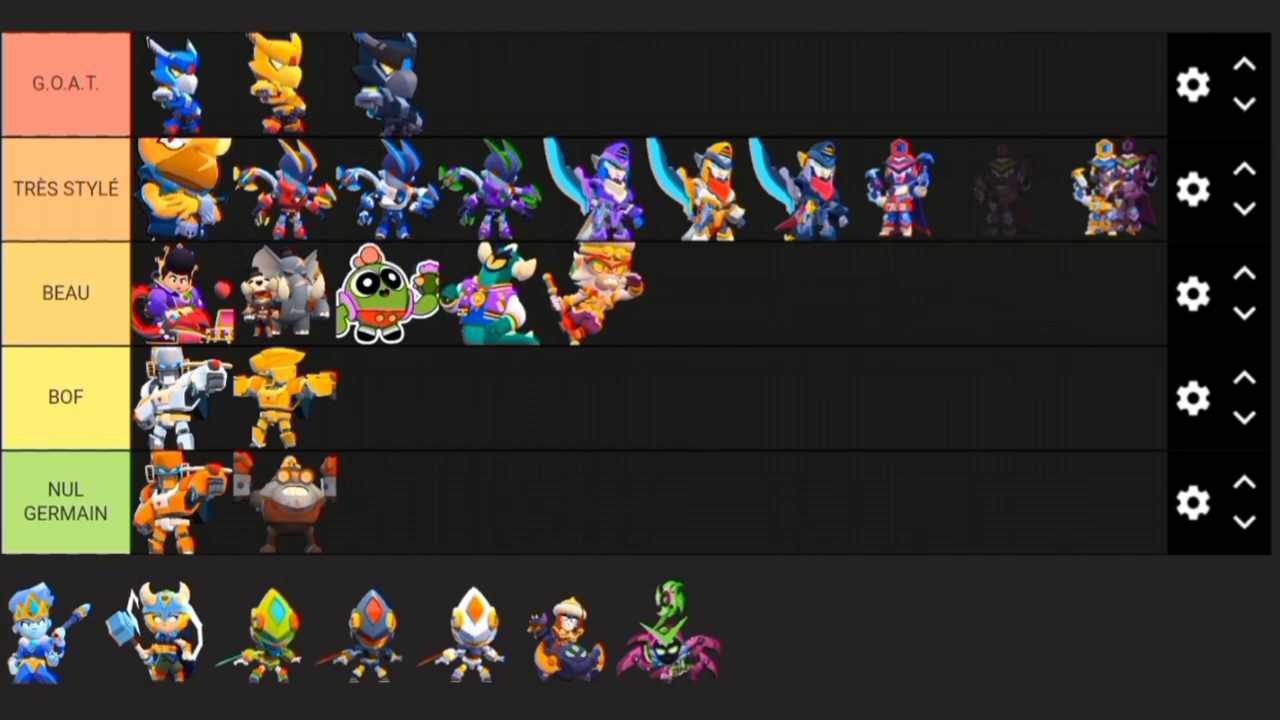 G.O.A.T.
TRÈS STYLÉ
BEAU
BOF
NUL
GERMAIN